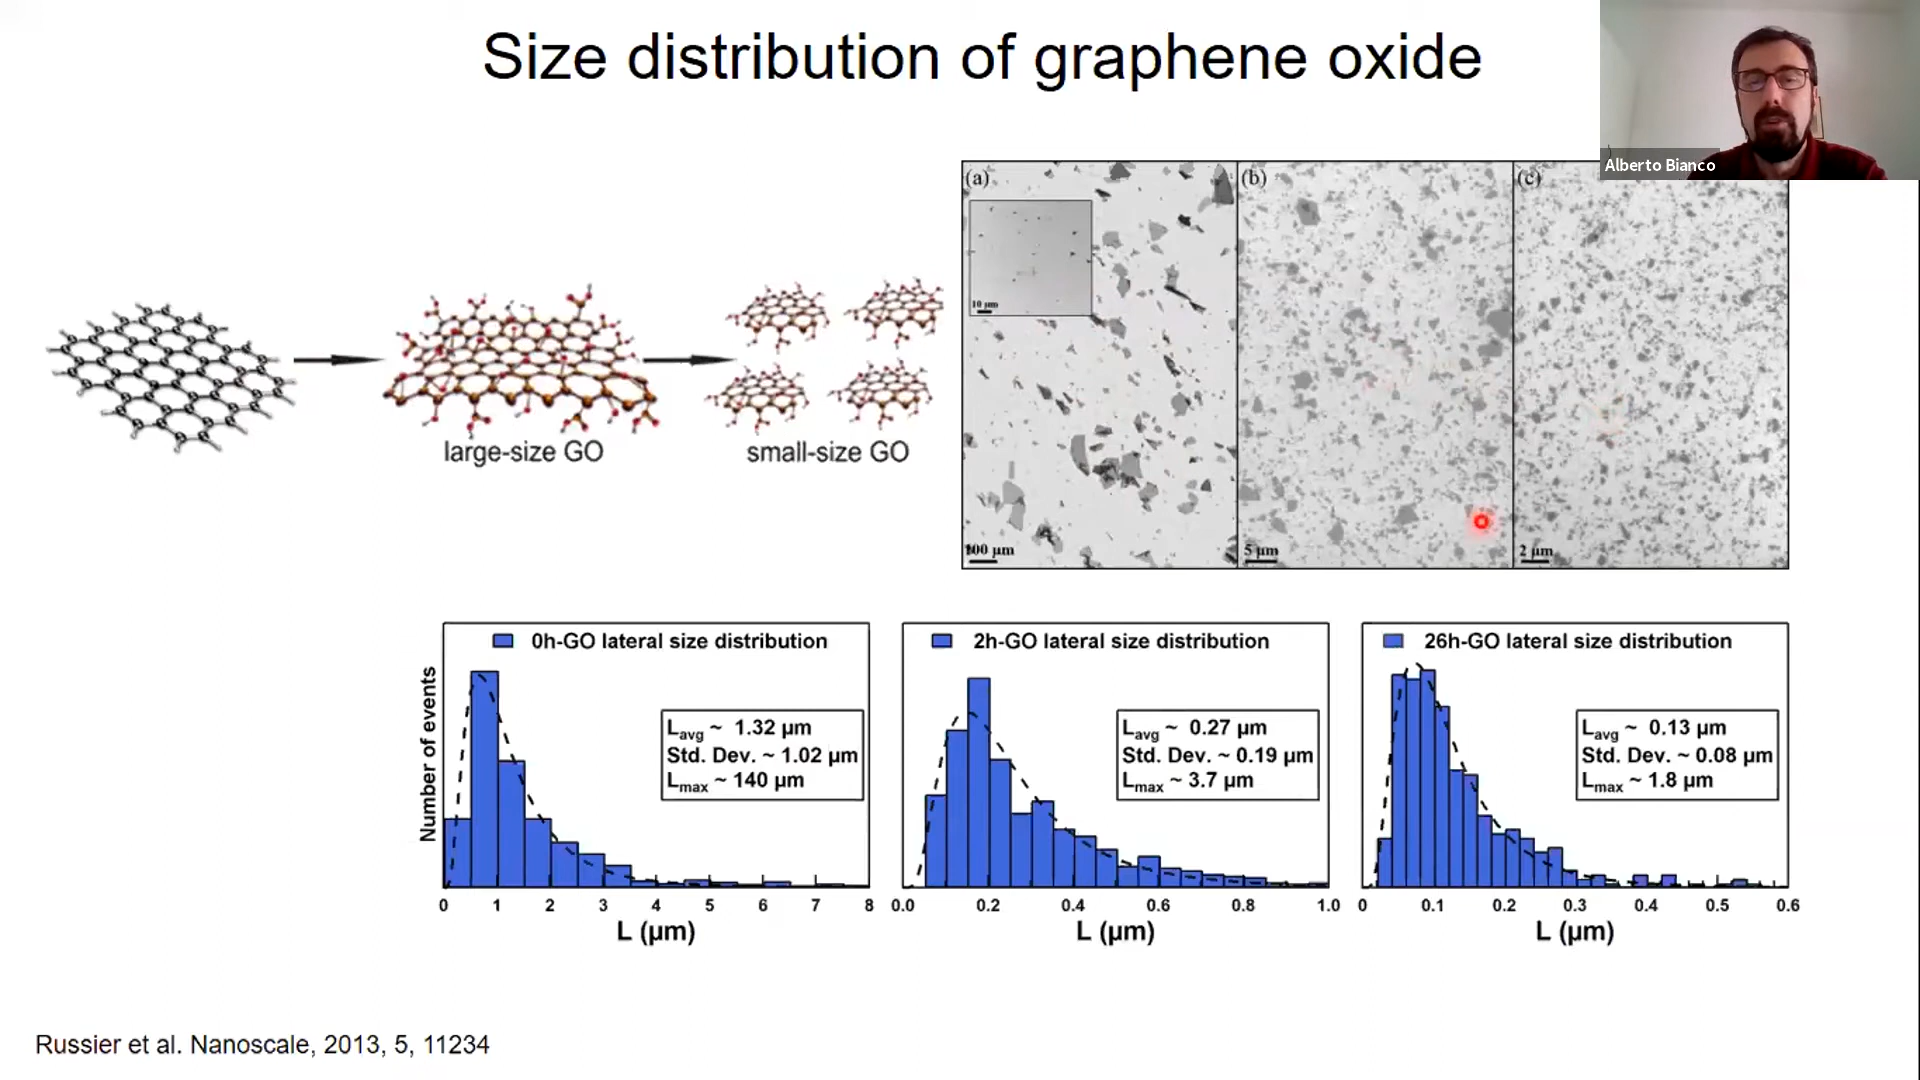 Size distribution of graphene oxide
Alberto Bianco
(a)
(b)
(c)
10 µm
100 µm
5 µm
2 µm
large-size GO
small-size GO
0h-GO lateral size distribution
Lavg ~ 1.32 µm
Std. Dev. ~ 1.02 µm
Lmax ~ 140 µm
Number of events
0 1 2 3 4 5 6 7 8
L (µm)
2h-GO lateral size distribution
Lavg ~ 0.27 µm
Std. Dev. ~ 0.19 µm
Lmax ~ 3.7 µm
0.0 0.2 0.4 0.6 0.8 1.0
L (µm)
26h-GO lateral size distribution
Lavg ~ 0.13 µm
Std. Dev. ~ 0.08 µm
Lmax ~ 1.8 µm
0 0.1 0.2 0.3 0.4 0.5 0.6
L (µm)
Russier et al. Nanoscale, 2013, 5, 11234